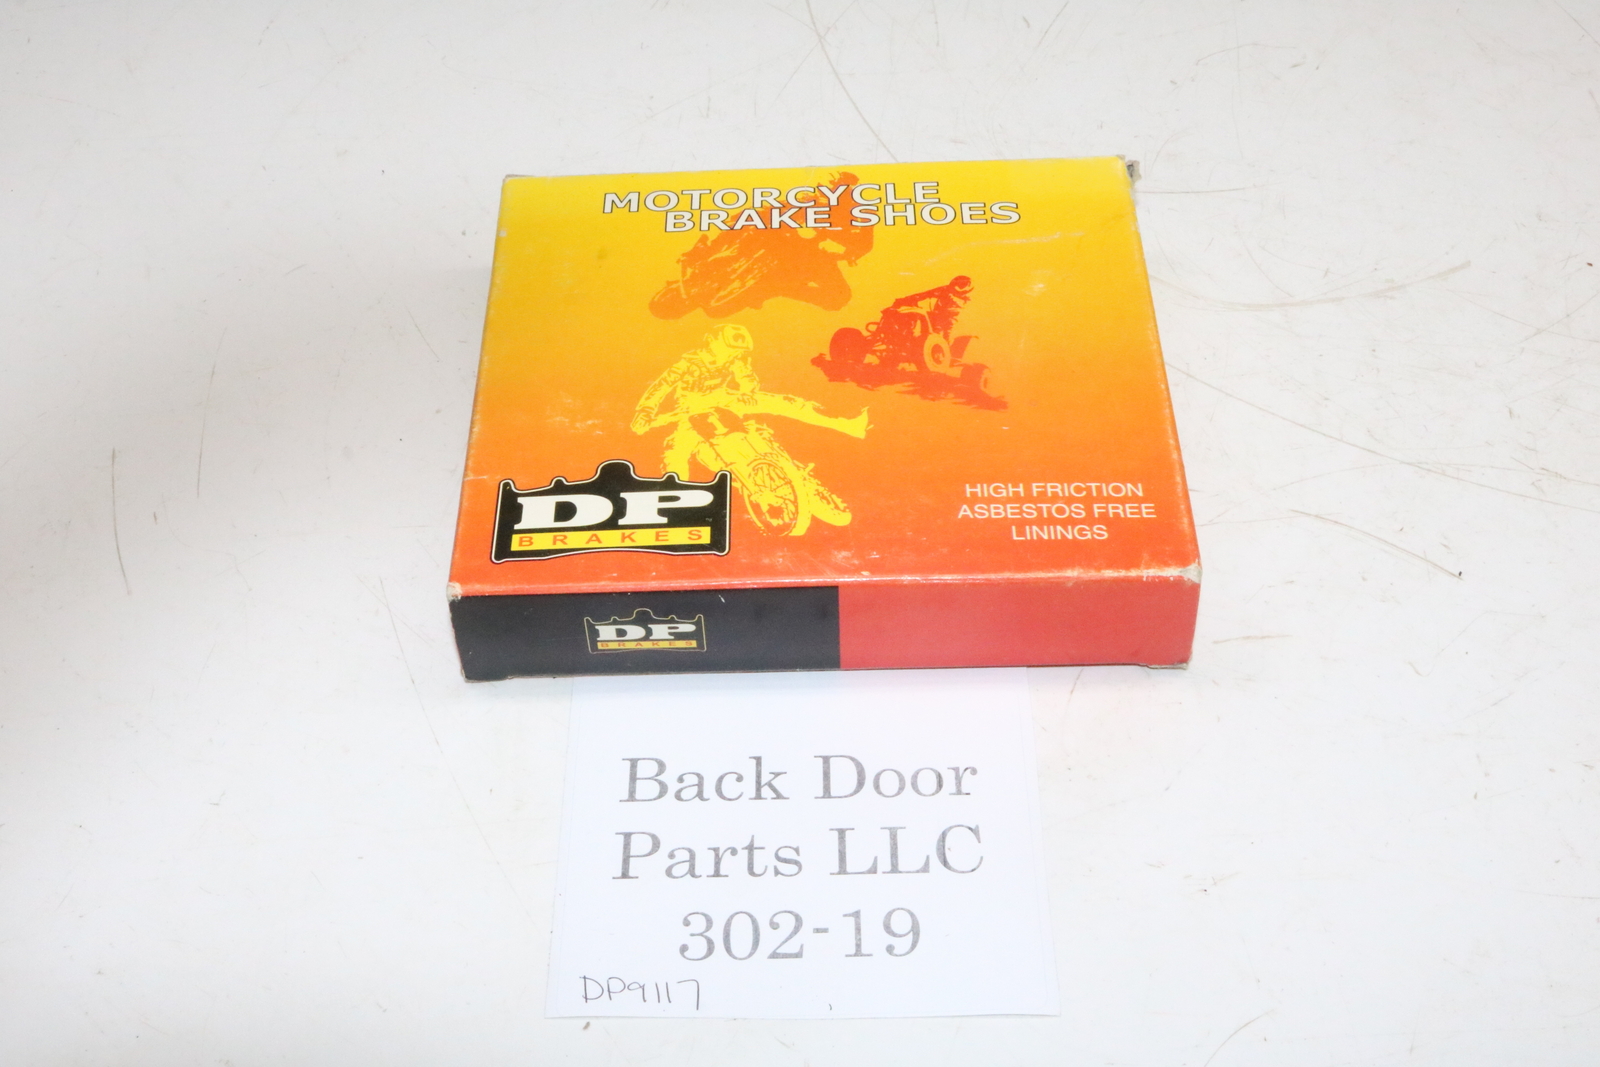 MOTORCYCLE
BRAKE SHOES
HIGH FRICTION
ASBESTOS FREE
LININGS
DP
BRAKES
DP
BRAKES
Back Door
Parts LLC
302-19
DP9117